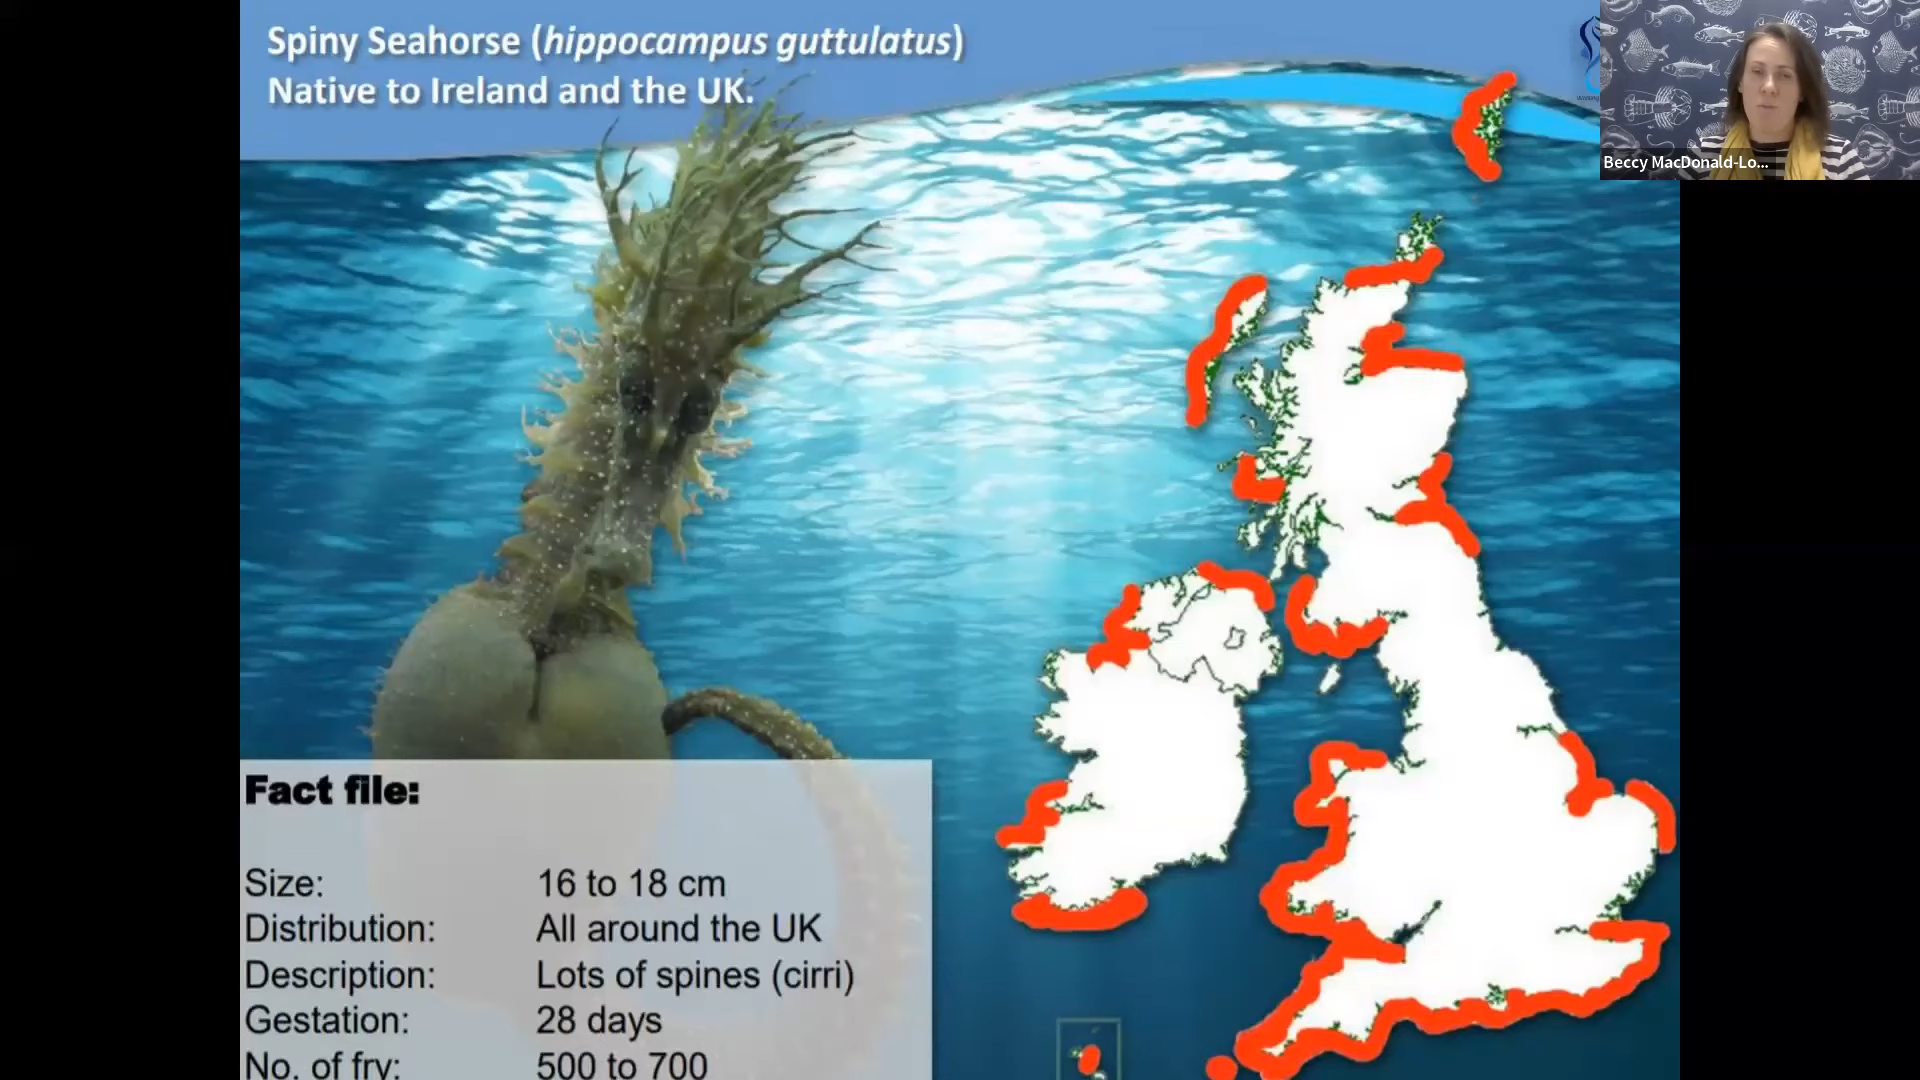 Spiny Seahorse (hippocampus guttulatus)
Native to Ireland and the UK.
Beccy MacDonald-Lo...
Fact file:
Size: 16 to 18 cm
Distribution: All around the UK
Description: Lots of spines (cirri)
Gestation: 28 days
No. of fry: 500 to 700